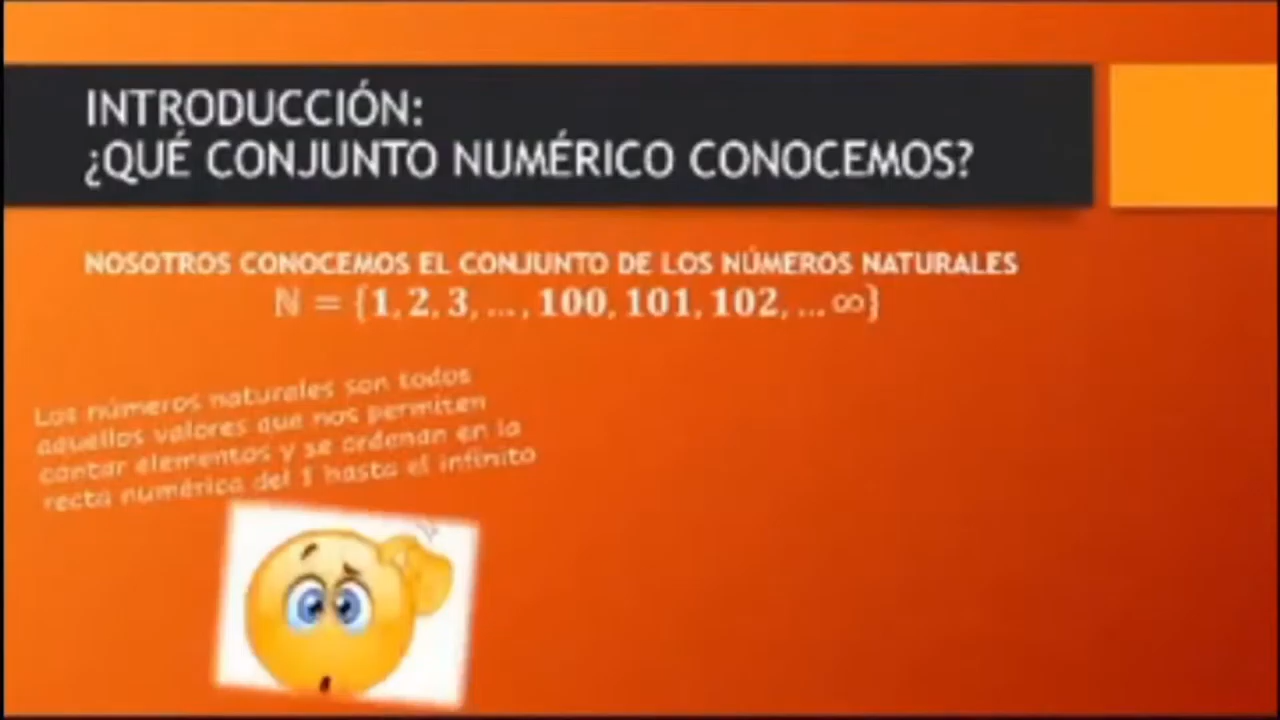 INTRODUCCIÓN:
¿QUÉ CONJUNTO NUMÉRICO CONOCEMOS?
NOSOTROS CONOCEMOS EL CONJUNTO DE LOS NÚMEROS NATURALES
ℕ = {1, 2, 3, ... , 100, 101, 102, ... ∞}
Los números naturales son todos
aquellos valores que nos permiten
contar elementos y se ordenan en la
recta numérica del 1 hasta el infinito